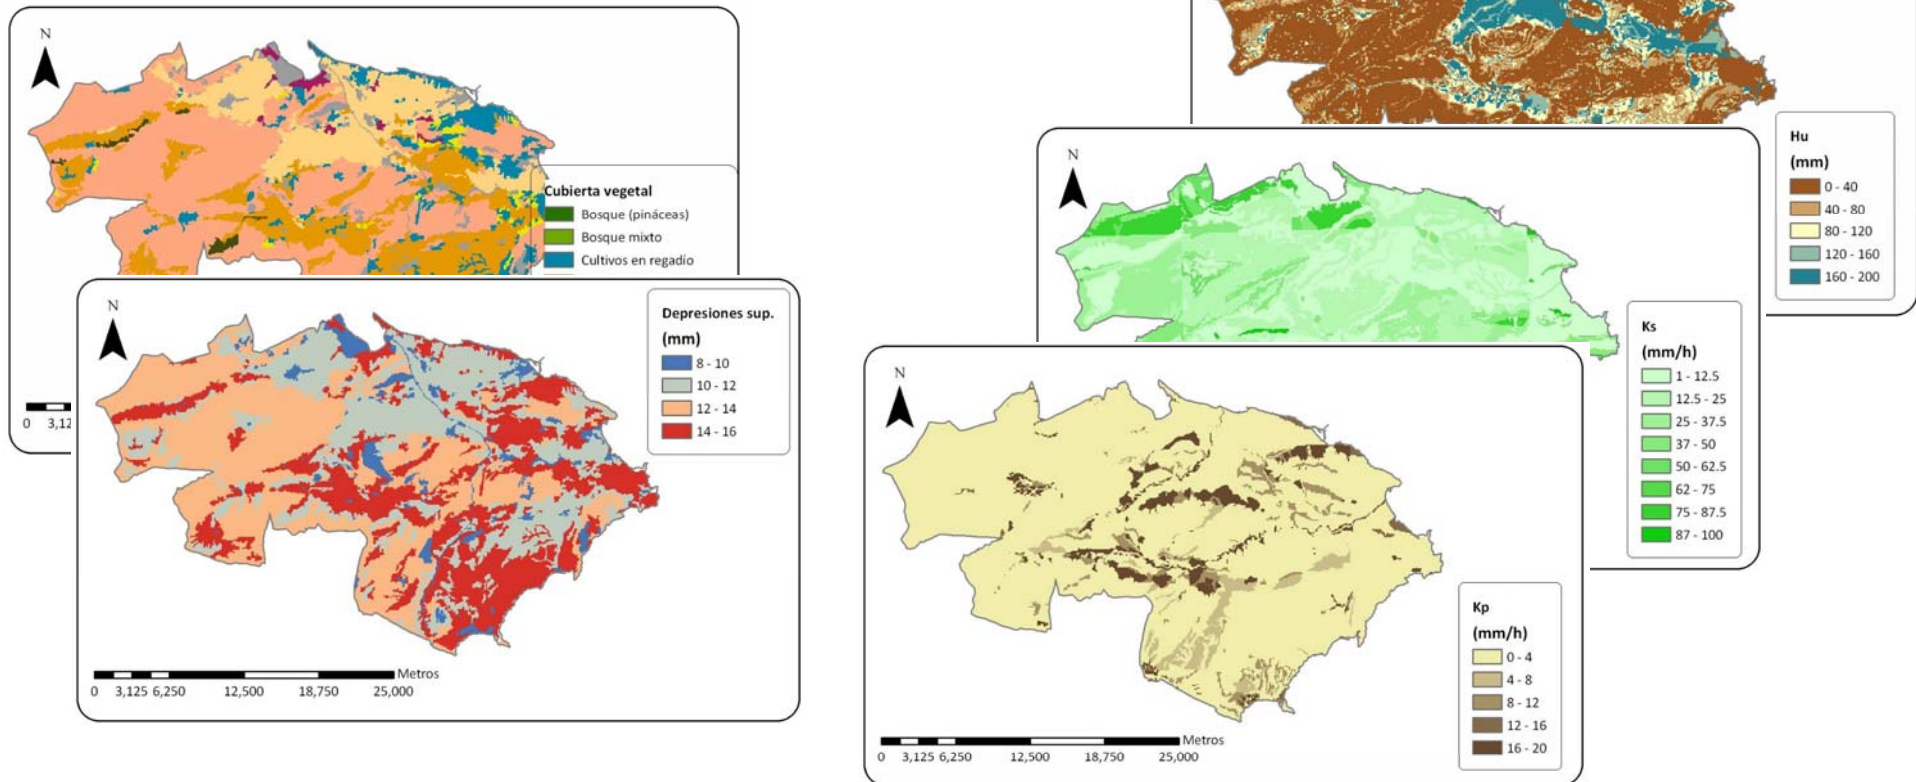 N
Cubierta vegetal
Bosque (pináceas)
Bosque mixto
Cultivos en regadío
0 3,12
N
Depresiones sup.
(mm)
8 - 10
10 - 12
12 - 14
14 - 16
Metros
0 3,125 6,250 12,500 18,750 25,000
Hu
(mm)
0 - 40
40 - 80
80 - 120
120 - 160
160 - 200
N
Ks
(mm/h)
1 - 12.5
12.5 - 25
25 - 37.5
37 - 50
50 - 62.5
62 - 75
75 - 87.5
87 - 100
N
Kp
(mm/h)
0 - 4
4 - 8
8 - 12
12 - 16
16 - 20
Metros
0 3,125 6,250 12,500 18,750 25,000